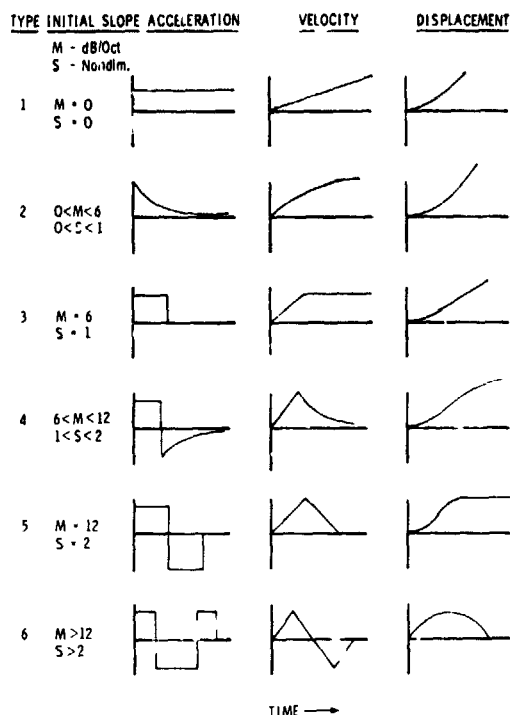 TYPE INITIAL SLOPE ACCELERATION VELOCITY DISPLACEMENT
M - dB/Oct
S - Nondim.
1 M = 0
S = 0
2 0<M<6
0<S<1
3 M = 6
S = 1
4 6<M<12
1<S<2
5 M = 12
S = 2
6 M>12
S>2
TIME →